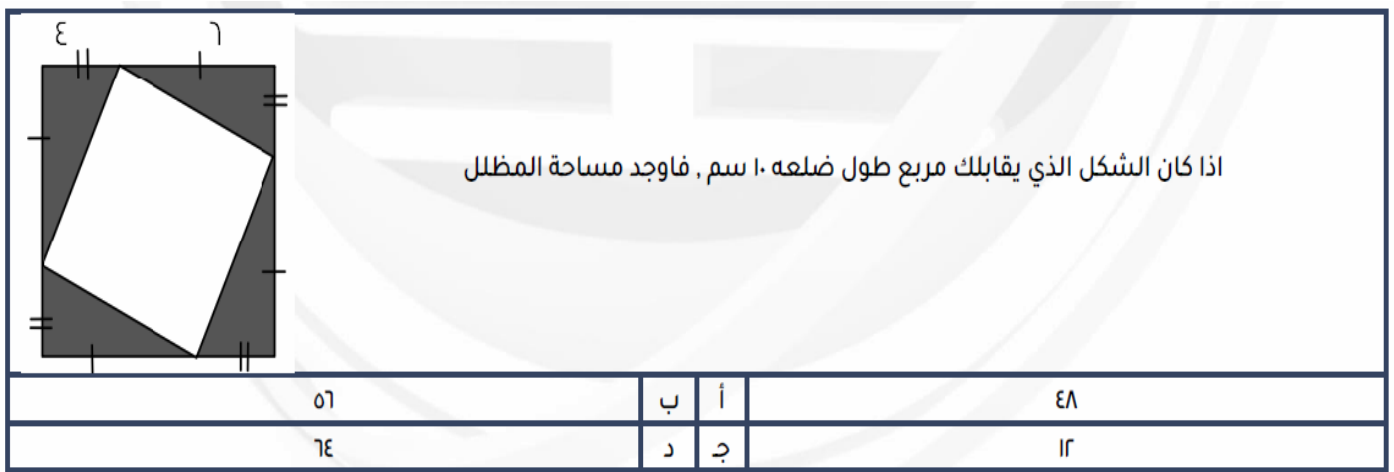 ٤ ٦
اذا كان الشكل الذي يقابلك مربع طول ضلعه ١٠ سم , فاوجد مساحة المظلل
أ ٤٨ ب ٥٦
جـ ١٢ د ٦٤